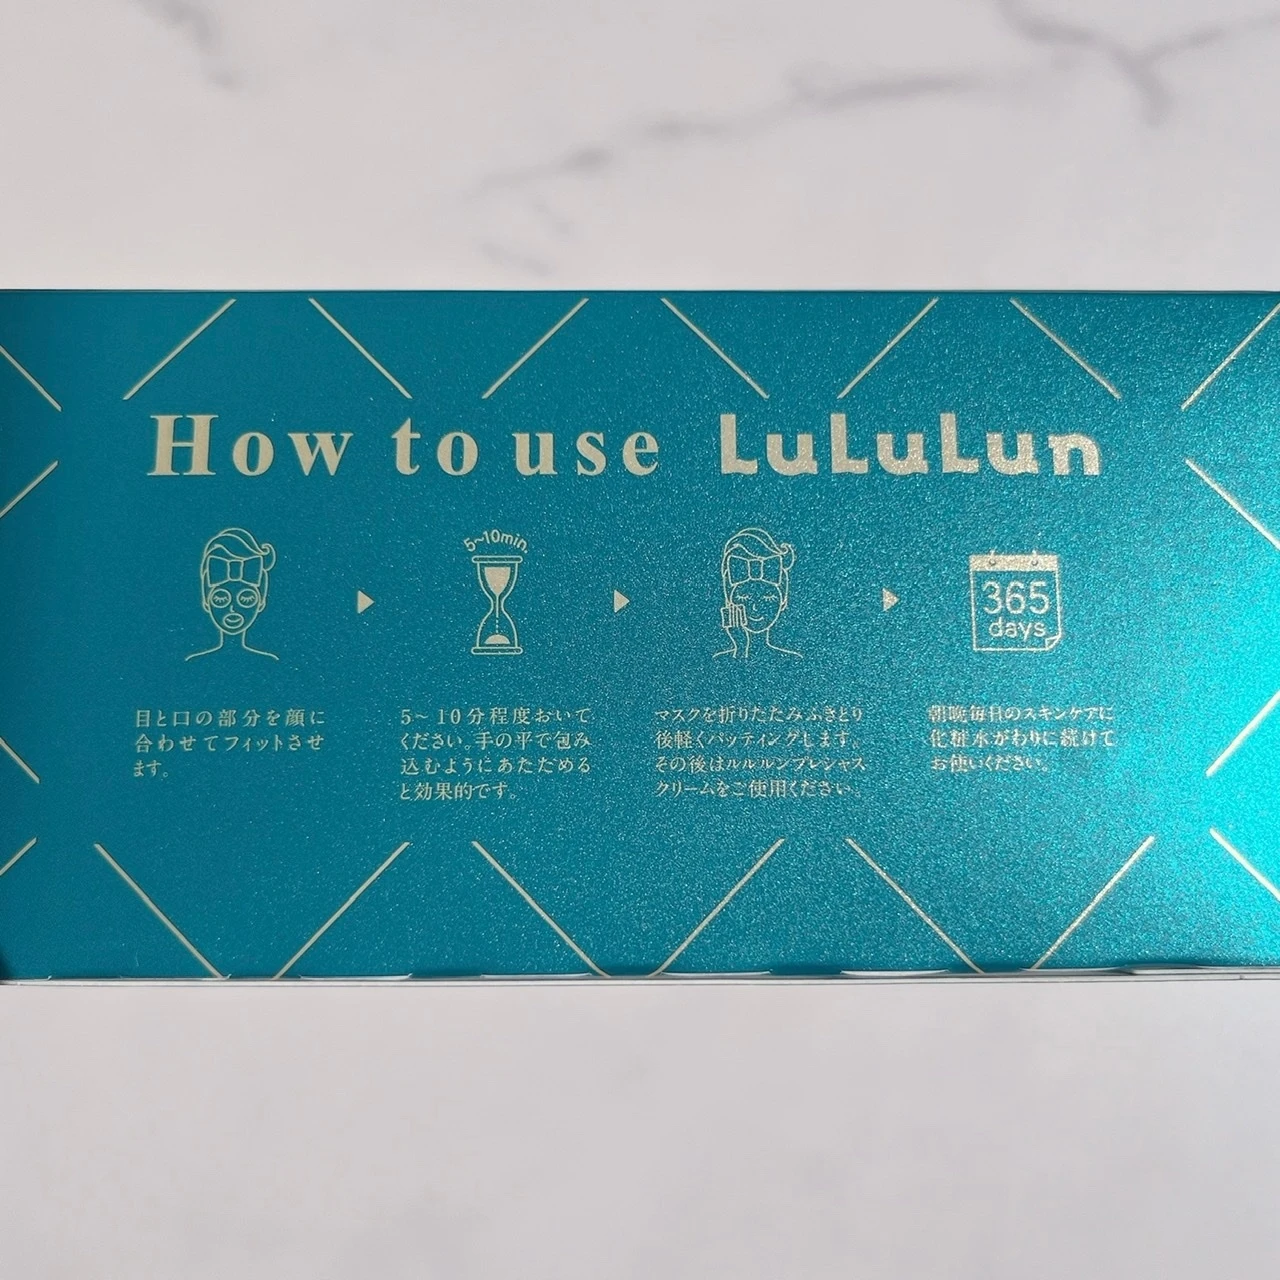 How to use LuLuLun
5~10min.
365
days
目と口の部分を顔に
合わせてフィットさせ
ます。
5~10分程度おいて
ください。手の平で包み
込むようにあたためる
と効果的です。
マスクを折りたたみふきとり
後軽くパッティングします。
その後はルルルンプレシャス
クリームをご使用ください。
朝晩毎日のスキンケアに
化粧水がわりに続けて
お使いください。